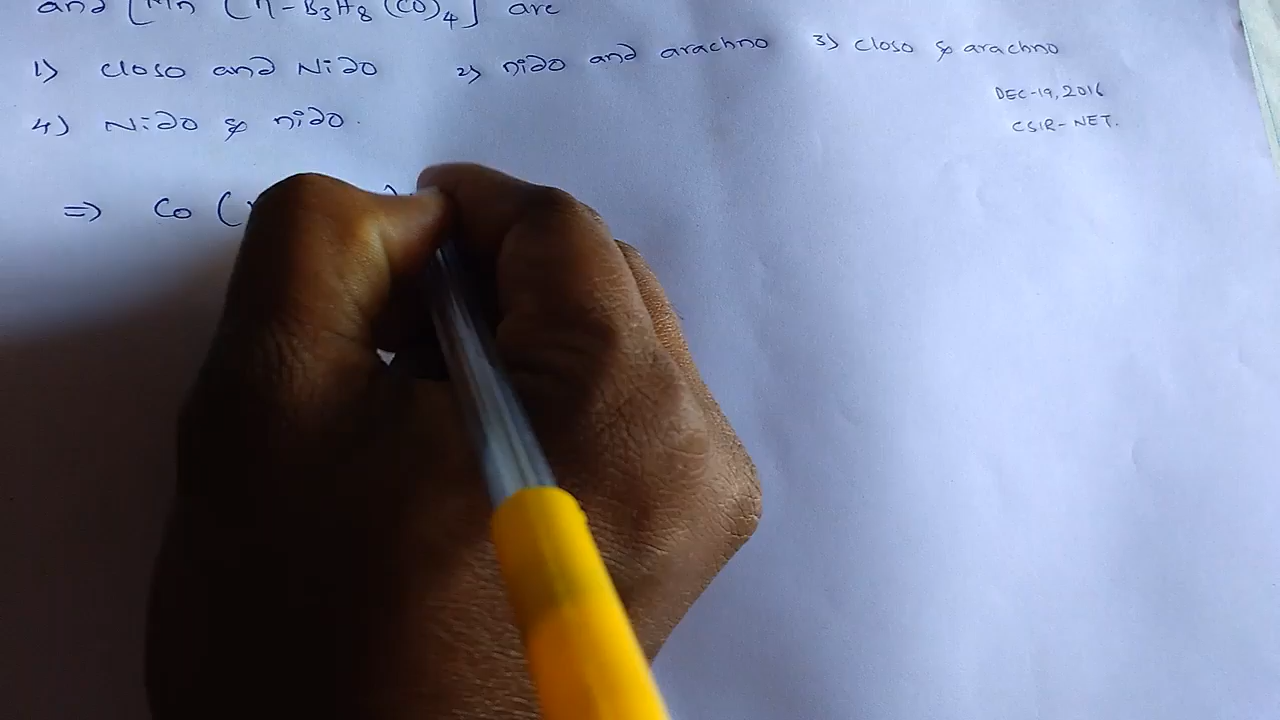 and [Mn (η-B₃H₈ (CO)₄] are
1) closo and Nido 2) nido and arachno 3) closo & arachno
DEC-19, 2016
4) Nido & nido.
CSIR-NET.
⇒ Co (